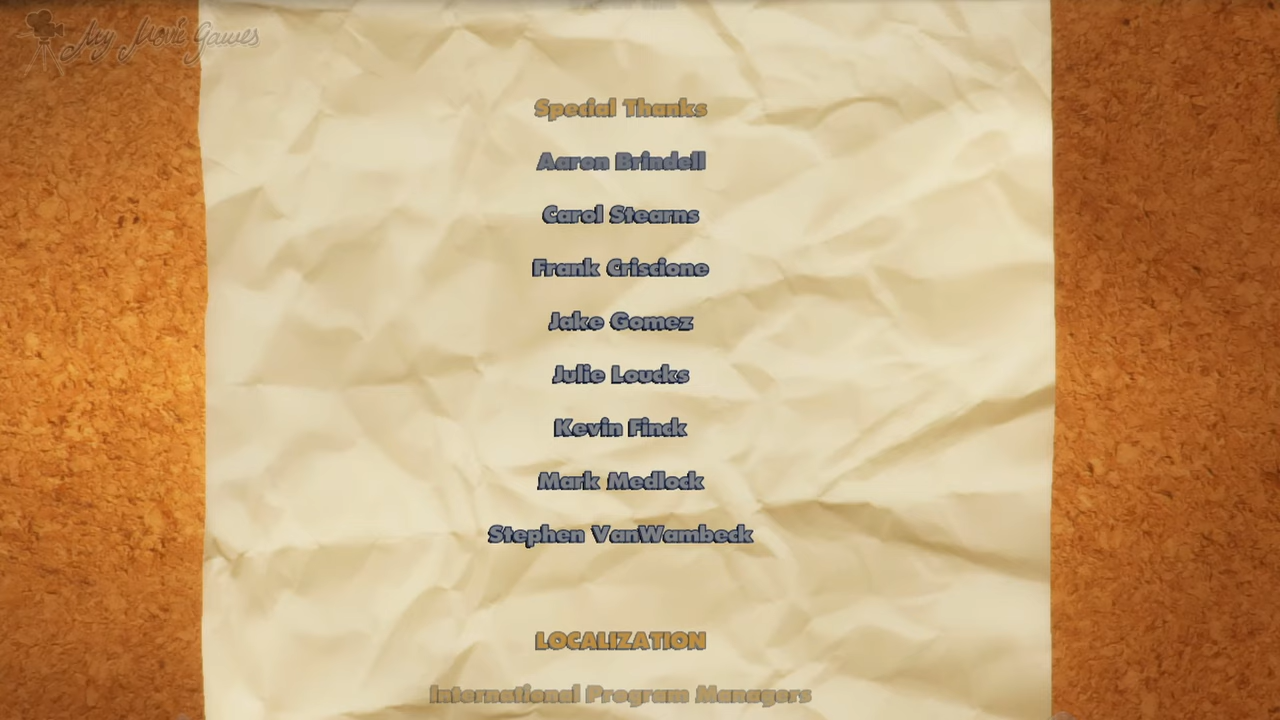 My Movie Games
Special Thanks
Aaron Brindell
Carol Stearns
Frank Criscione
Jake Gomez
Julie Loucks
Kevin Finck
Mark Medlock
Stephen VanWambeck
LOCALIZATION
International Program Managers